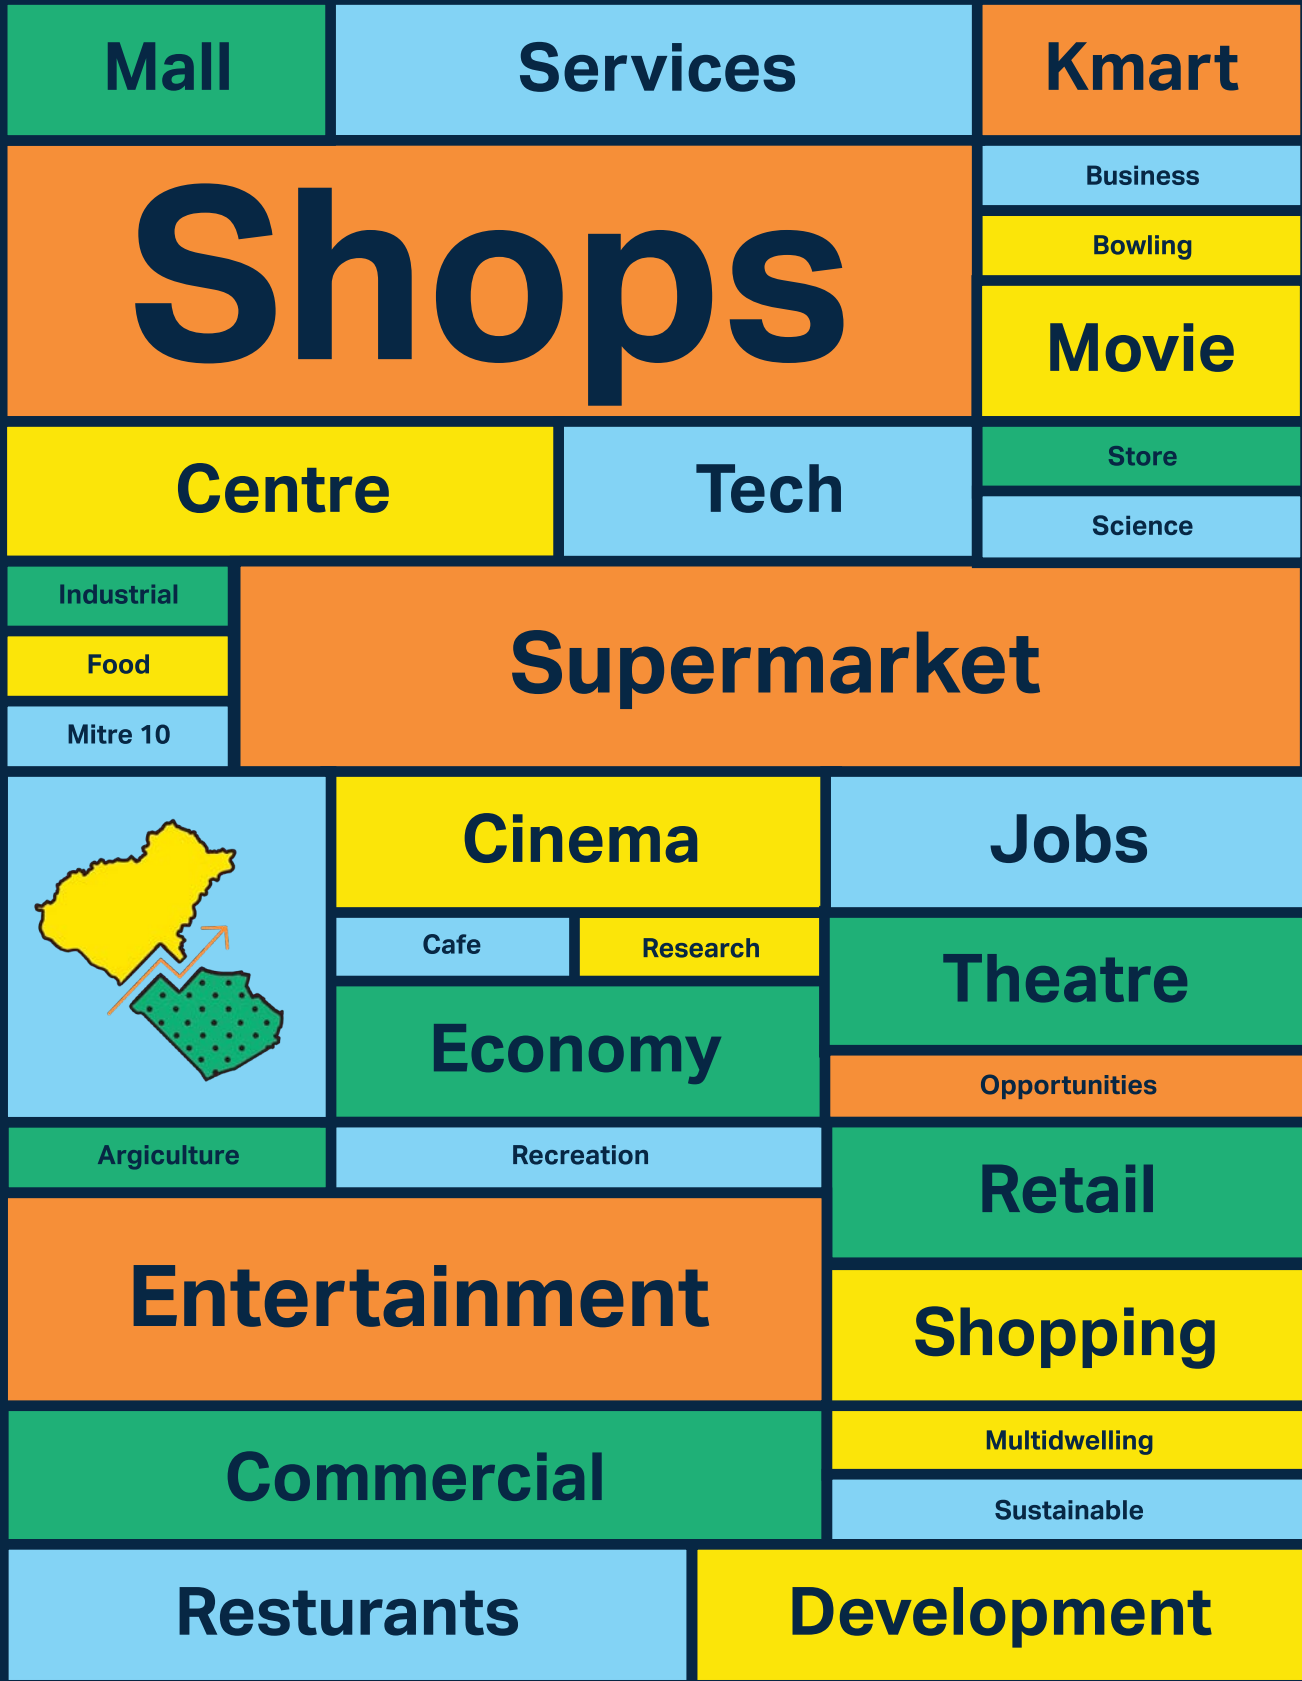 Mall
Services
Kmart
Shops
Business
Bowling
Movie
Centre
Tech
Store
Science
Industrial
Food
Mitre 10
Supermarket
Cinema
Jobs
Cafe
Research
Theatre
Economy
Opportunities
Argiculture
Recreation
Retail
Entertainment
Shopping
Commercial
Multidwelling
Sustainable
Resturants
Development